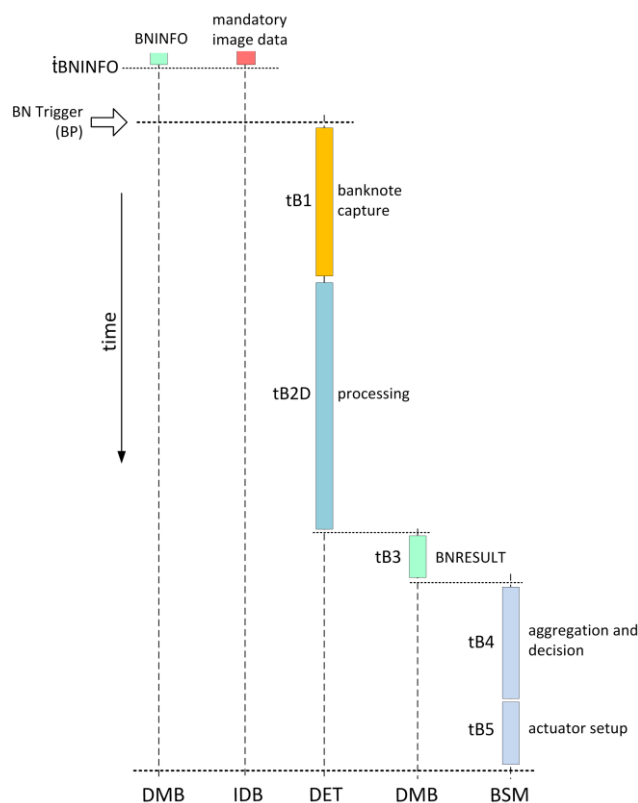 BNINFO
mandatory
image data
tBNINFO
BN Trigger
(BP)
tB1
banknote
capture
time
tB2D
processing
tB3
BNRESULT
tB4
aggregation and
decision
tB5
actuator setup
DMB
IDB
DET
DMB
BSM